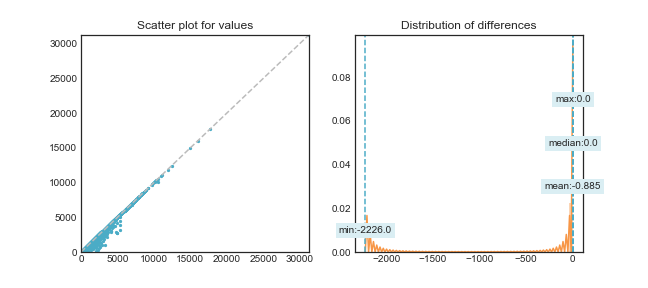 Scatter plot for values
30000
25000
20000
15000
10000
5000
0
0 5000 10000 15000 20000 25000 30000
Distribution of differences
0.08
0.06
0.04
0.02
0.00
max:0.0
median:0.0
mean:-0.885
min:-2226.0
−2000 −1500 −1000 −500 0